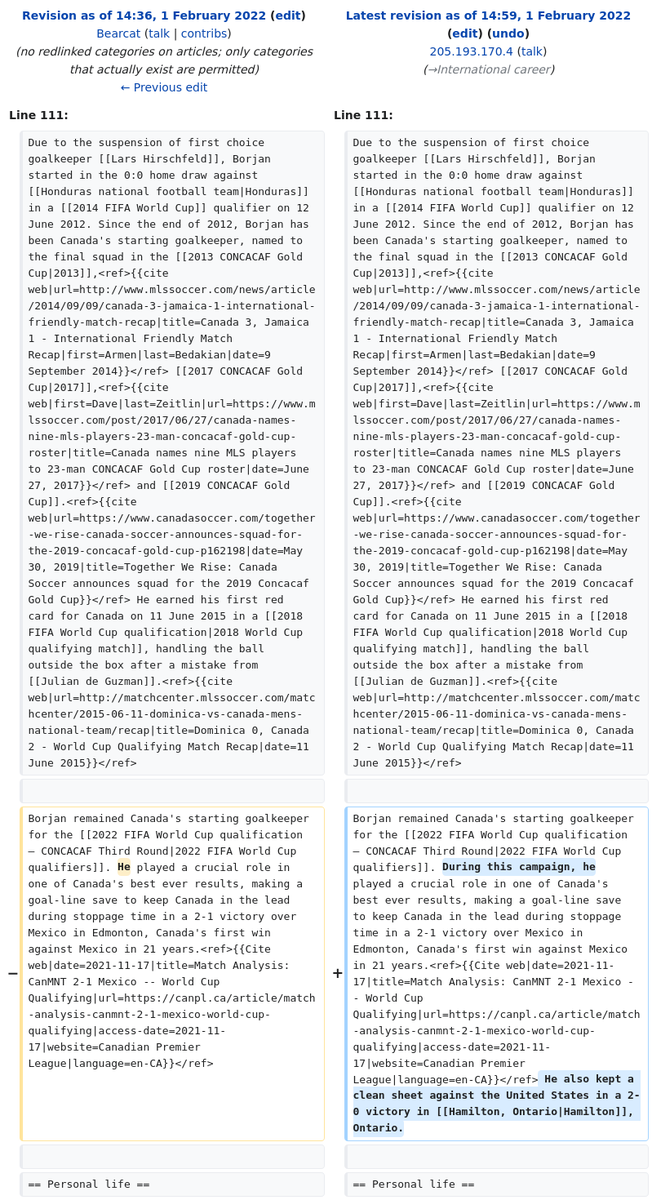 Revision as of 14:36, 1 February 2022 (edit)
Bearcat (talk | contribs)
(no redlinked categories on articles; only categories
that actually exist are permitted)
← Previous edit
Latest revision as of 14:59, 1 February 2022
(edit) (undo)
205.193.170.4 (talk)
(→International career)
Line 111:
Due to the suspension of first choice
goalkeeper [[Lars Hirschfeld]], Borjan
started in the 0:0 home draw against
[[Honduras national football team|Honduras]]
in a [[2014 FIFA World Cup]] qualifier on 12
June 2012. Since the end of 2012, Borjan has
been Canada's starting goalkeeper, named to
the final squad in the [[2013 CONCACAF Gold
Cup|2013]],<ref>{{cite
web|url=http://www.mlssoccer.com/news/article
/2014/09/09/canada-3-jamaica-1-international-
friendly-match-recap|title=Canada 3, Jamaica
1 - International Friendly Match
Recap|first=Armen|last=Bedakian|date=9
September 2014}}</ref> [[2017 CONCACAF Gold
Cup|2017]],<ref>{{cite
web|first=Dave|last=Zeitlin|url=https://www.m
lssoccer.com/post/2017/06/27/canada-names-
nine-mls-players-23-man-concacaf-gold-cup-
roster|title=Canada names nine MLS players
to 23-man CONCACAF Gold Cup roster|date=June
27, 2017}}</ref> and [[2019 CONCACAF Gold
Cup]].<ref>{{cite
web|url=https://www.canadasoccer.com/together
-we-rise-canada-soccer-announces-squad-for-
the-2019-concacaf-gold-cup-p162198|date=May
30, 2019|title=Together We Rise: Canada
Soccer announces squad for the 2019 Concacaf
Gold Cup}}</ref> He earned his first red
card for Canada on 11 June 2015 in a [[2018
FIFA World Cup qualification|2018 World Cup
qualifying match]], handling the ball
outside the box after a mistake from
[[Julian de Guzman]].<ref>{{cite
web|url=http://matchcenter.mlssoccer.com/matc
hcenter/2015-06-11-dominica-vs-canada-mens-
national-team/recap|title=Dominica 0, Canada
2 - World Cup Qualifying Match Recap|date=11
June 2015}}</ref>
Line 111:
Due to the suspension of first choice
goalkeeper [[Lars Hirschfeld]], Borjan
started in the 0:0 home draw against
[[Honduras national football team|Honduras]]
in a [[2014 FIFA World Cup]] qualifier on 12
June 2012. Since the end of 2012, Borjan has
been Canada's starting goalkeeper, named to
the final squad in the [[2013 CONCACAF Gold
Cup|2013]],<ref>{{cite
web|url=http://www.mlssoccer.com/news/article
/2014/09/09/canada-3-jamaica-1-international-
friendly-match-recap|title=Canada 3, Jamaica
1 - International Friendly Match
Recap|first=Armen|last=Bedakian|date=9
September 2014}}</ref> [[2017 CONCACAF Gold
Cup|2017]],<ref>{{cite
web|first=Dave|last=Zeitlin|url=https://www.m
lssoccer.com/post/2017/06/27/canada-names-
nine-mls-players-23-man-concacaf-gold-cup-
roster|title=Canada names nine MLS players
to 23-man CONCACAF Gold Cup roster|date=June
27, 2017}}</ref> and [[2019 CONCACAF Gold
Cup]].<ref>{{cite
web|url=https://www.canadasoccer.com/together
-we-rise-canada-soccer-announces-squad-for-
the-2019-concacaf-gold-cup-p162198|date=May
30, 2019|title=Together We Rise: Canada
Soccer announces squad for the 2019 Concacaf
Gold Cup}}</ref> He earned his first red
card for Canada on 11 June 2015 in a [[2018
FIFA World Cup qualification|2018 World Cup
qualifying match]], handling the ball
outside the box after a mistake from
[[Julian de Guzman]].<ref>{{cite
web|url=http://matchcenter.mlssoccer.com/matc
hcenter/2015-06-11-dominica-vs-canada-mens-
national-team/recap|title=Dominica 0, Canada
2 - World Cup Qualifying Match Recap|date=11
June 2015}}</ref>
−
Borjan remained Canada's starting goalkeeper
for the [[2022 FIFA World Cup qualification
– CONCACAF Third Round|2022 FIFA World Cup
qualifiers]]. He played a crucial role in
one of Canada's best ever results, making a
goal-line save to keep Canada in the lead
during stoppage time in a 2-1 victory over
Mexico in Edmonton, Canada's first win
against Mexico in 21 years.<ref>{{Cite
web|date=2021-11-17|title=Match Analysis:
CanMNT 2-1 Mexico -- World Cup
Qualifying|url=https://canpl.ca/article/match
-analysis-canmnt-2-1-mexico-world-cup-
qualifying|access-date=2021-11-
17|website=Canadian Premier
League|language=en-CA}}</ref>
+
Borjan remained Canada's starting goalkeeper
for the [[2022 FIFA World Cup qualification
– CONCACAF Third Round|2022 FIFA World Cup
qualifiers]]. During this campaign, he
played a crucial role in one of Canada's
best ever results, making a goal-line save
to keep Canada in the lead during stoppage
time in a 2-1 victory over Mexico in
Edmonton, Canada's first win against Mexico
in 21 years.<ref>{{Cite web|date=2021-11-
17|title=Match Analysis: CanMNT 2-1 Mexico -
- World Cup
Qualifying|url=https://canpl.ca/article/match
-analysis-canmnt-2-1-mexico-world-cup-
qualifying|access-date=2021-11-
17|website=Canadian Premier
League|language=en-CA}}</ref> He also kept a
clean sheet against the United States in a 2-
0 victory in [[Hamilton, Ontario|Hamilton]],
Ontario.
== Personal life ==
== Personal life ==